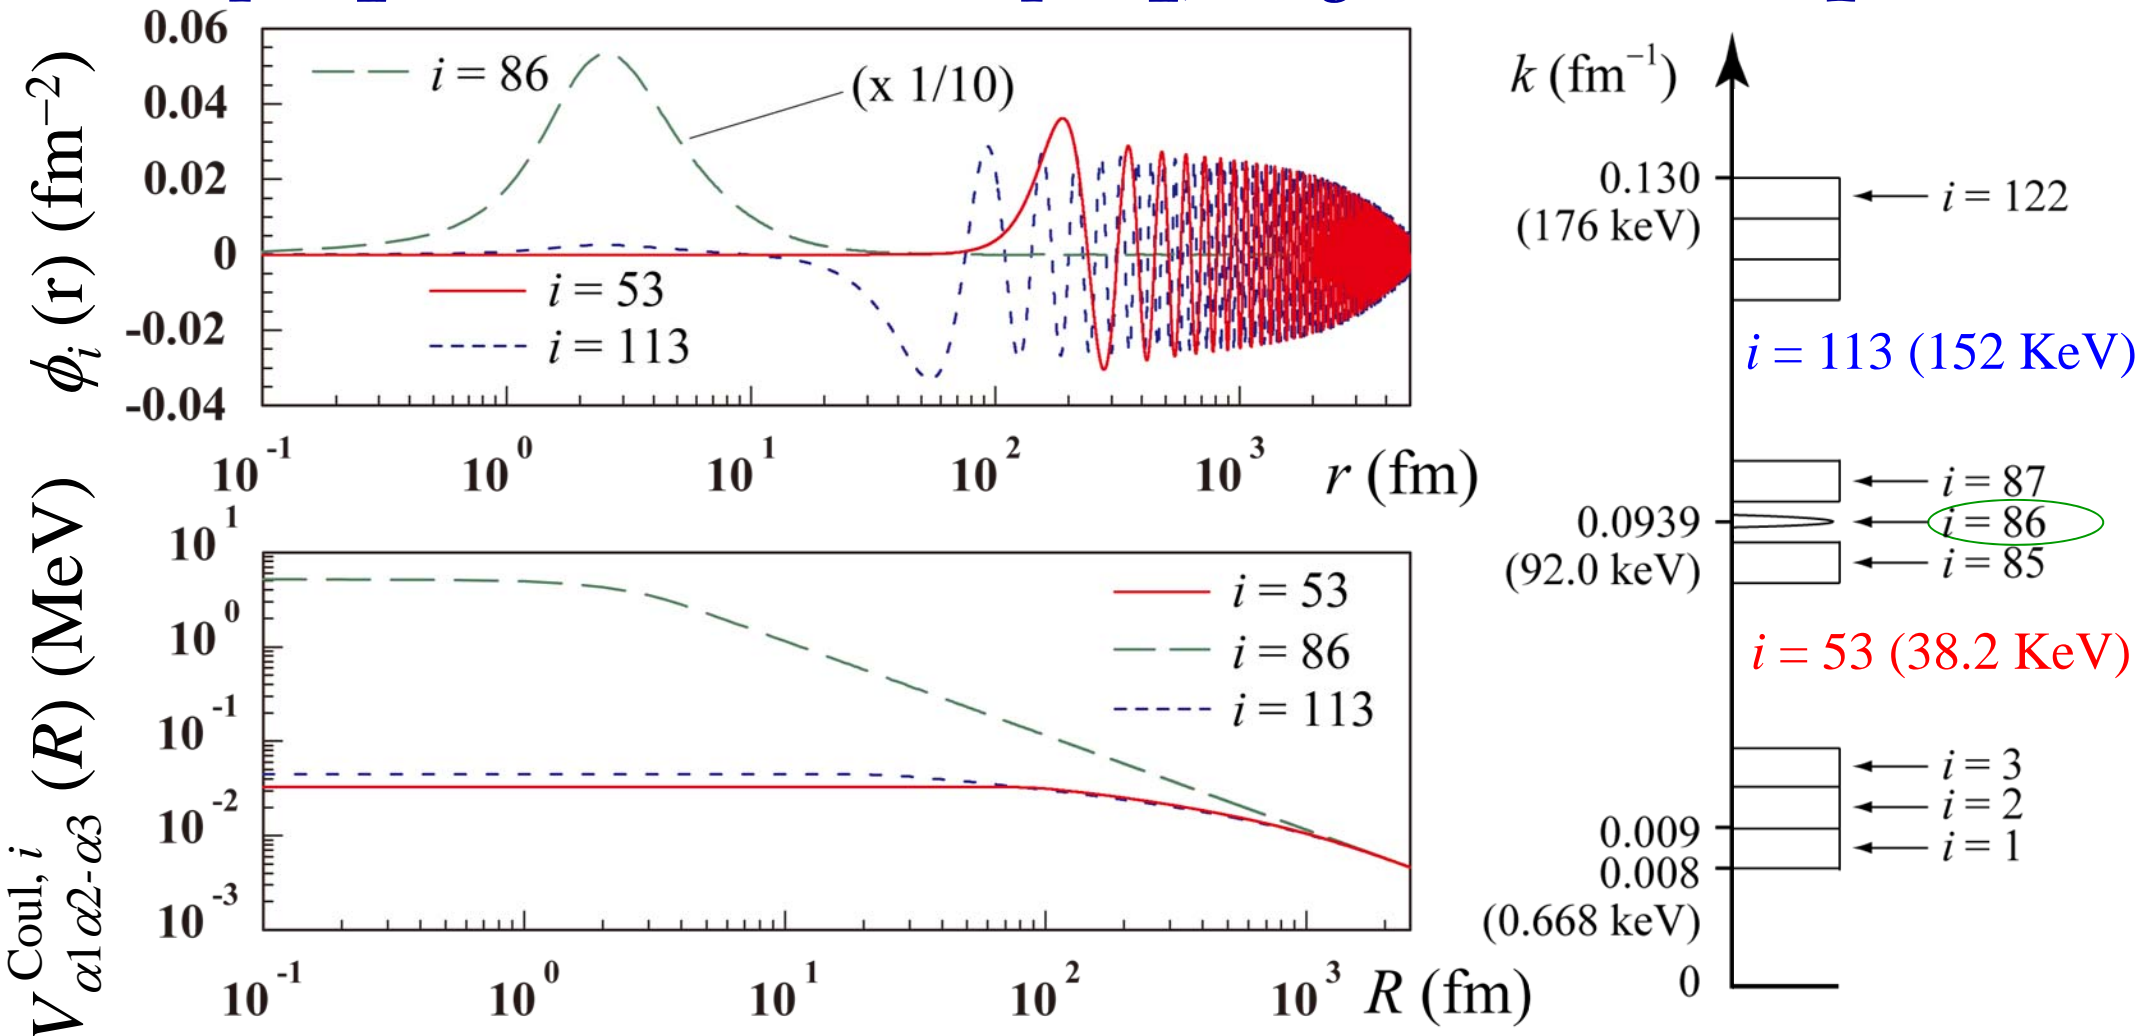 0.06
0.04
0.02
0
-0.02
-0.04
ϕi (r) (fm−2)
i = 86
(x 1/10)
i = 53
i = 113
10-1
100
101
102
103
r (fm)
101
100
10-1
10-2
10-3
VCoul, iα1α2-α3 (R) (MeV)
i = 53
i = 86
i = 113
10-1
100
101
102
103
R (fm)
k (fm−1)
0.130
(176 keV)
i = 122
i = 113 (152 KeV)
i = 87
0.0939
i = 86
(92.0 keV)
i = 85
i = 53 (38.2 KeV)
i = 3
i = 2
0.009
i = 1
0.008
(0.668 keV)
0